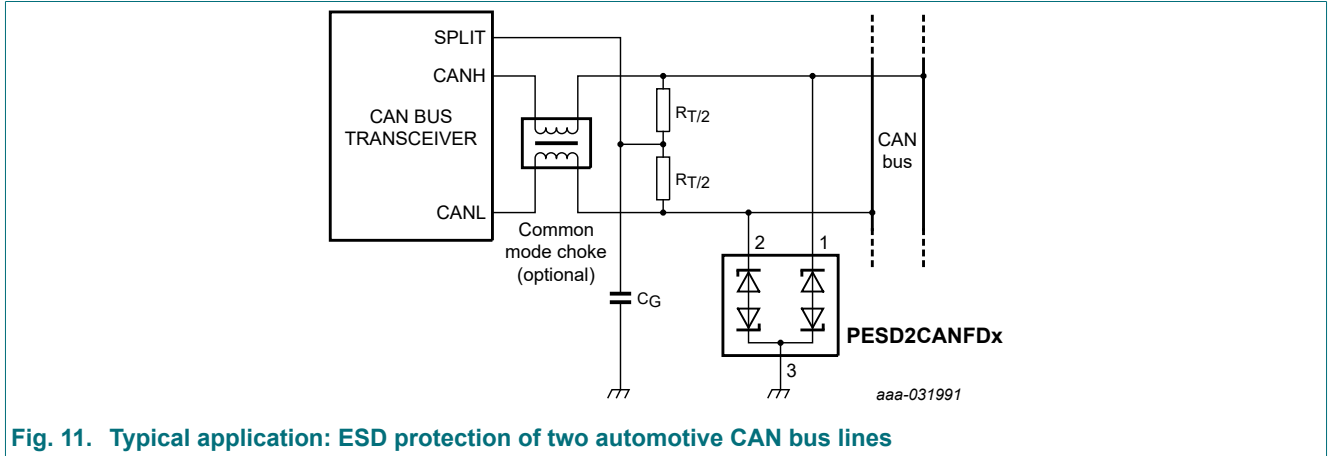 SPLIT
CANH
CAN BUS
TRANSCEIVER
CANL
Common
mode choke
(optional)
RT/2
RT/2
CG
CAN
bus
2
1
PESD2CANFDx
3
aaa-031991
Fig. 11. Typical application: ESD protection of two automotive CAN bus lines